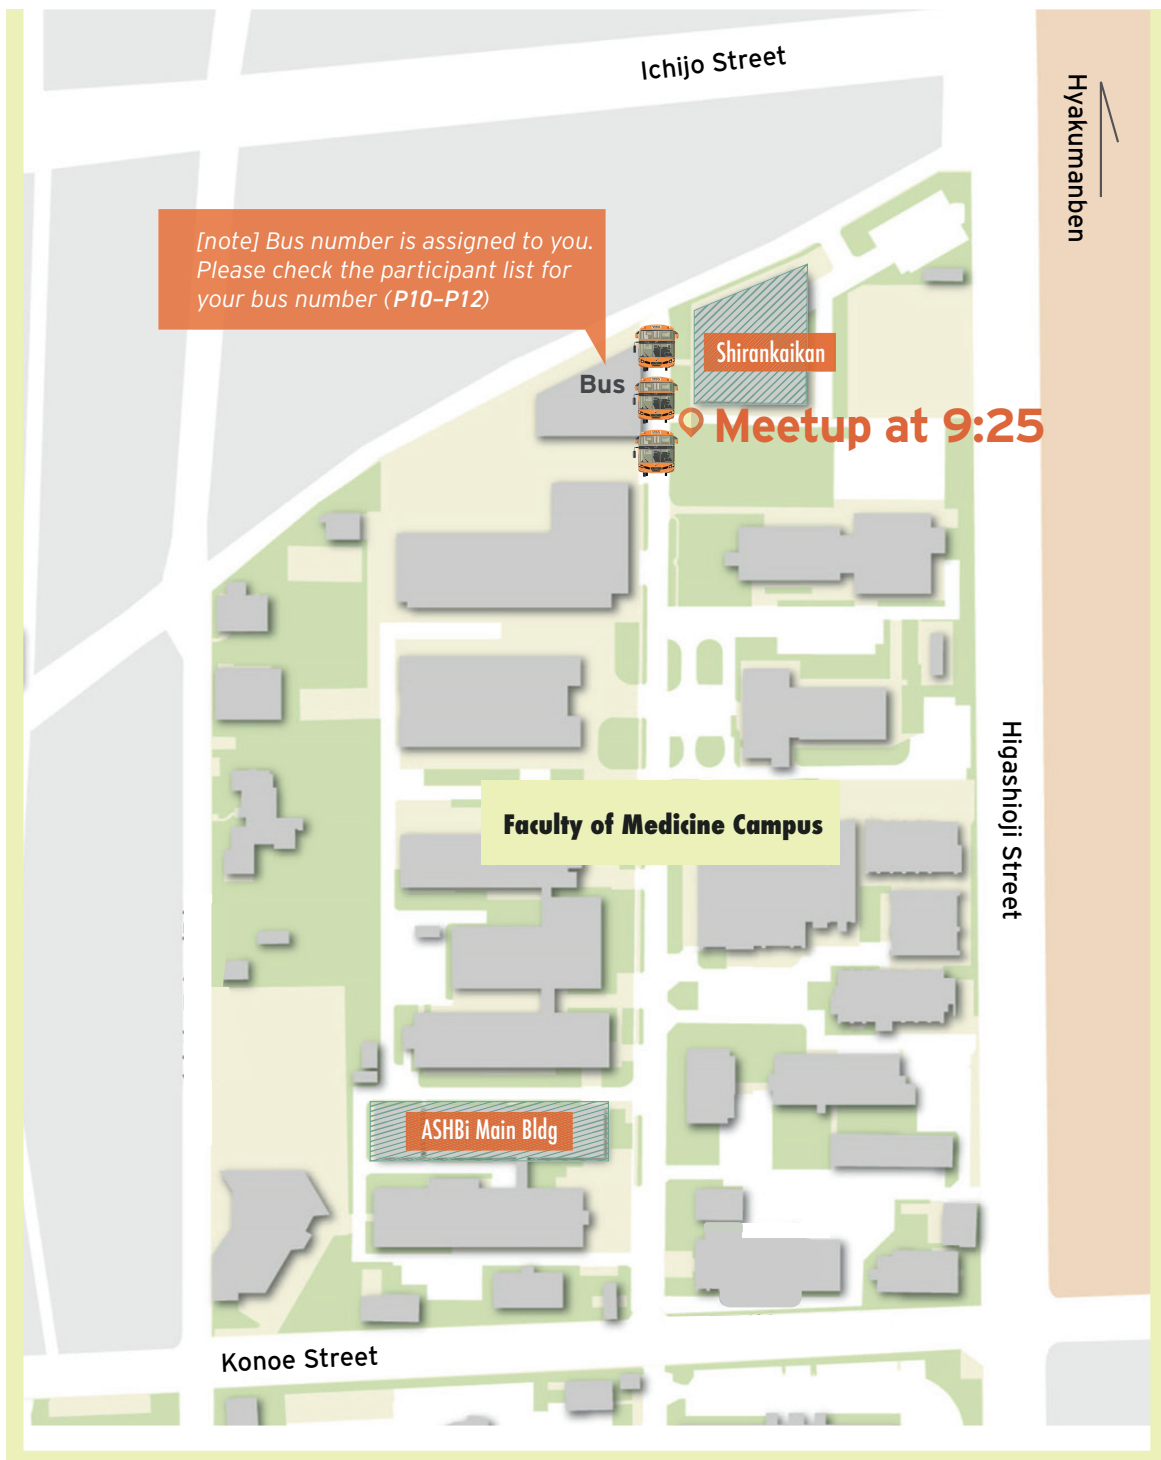 Ichijo Street
Hyakumanben
[note] Bus number is assigned to you.
Please check the participant list for
your bus number (P10–P12)
Shirankaikan
Bus
Meetup at 9:25
Higashioji Street
Faculty of Medicine Campus
ASHBi Main Bldg
Konoe Street